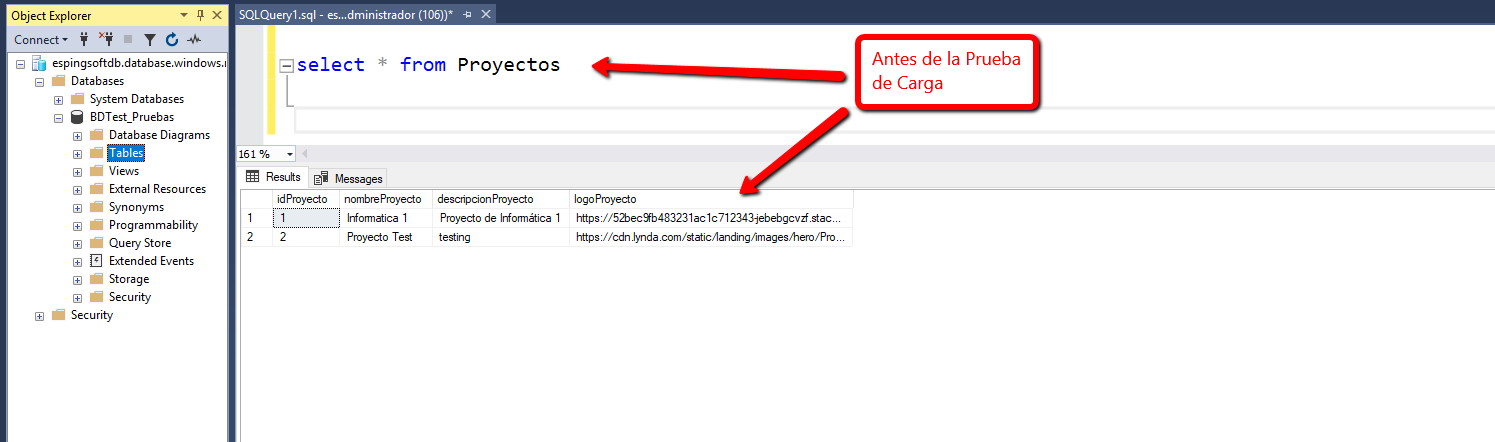 Object Explorer
Connect
espingsoftdb.database.windows.r
Databases
System Databases
BDTest_Pruebas
Database Diagrams
Tables
Views
External Resources
Synonyms
Programmability
Query Store
Extended Events
Storage
Security
Security
SQLQuery1.sql - es...dministrador (106))*
select * from Proyectos
Antes de la Prueba
de Carga
161 %
Results Messages
idProyecto nombreProyecto descripcionProyecto logoProyecto
1 1 Informatica 1 Proyecto de Informática 1 https://52bec9fb483231ac1c712343-jebebgcvzf.stac...
2 2 Proyecto Test testing https://cdn.lynda.com/static/landing/images/hero/Pro...